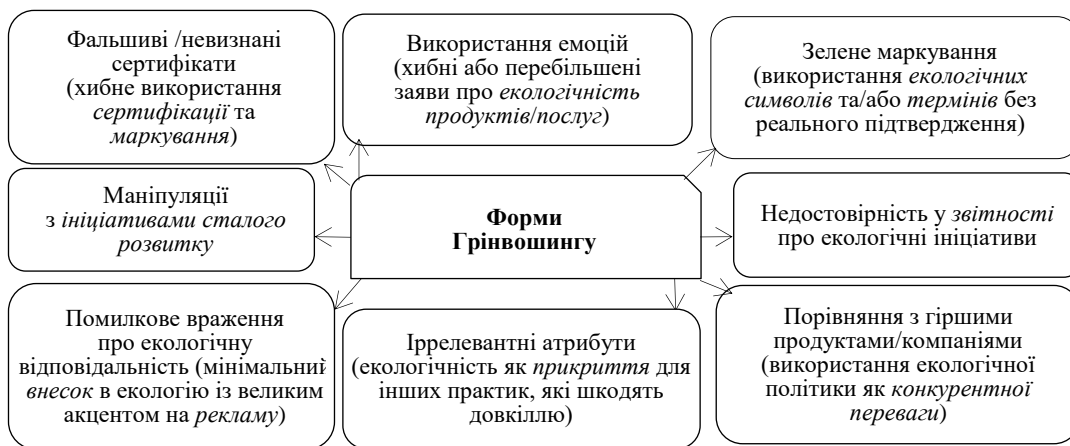 Фальшиві /невизнані
сертифікати
(хибне використання
сертифікації та
маркування)
Використання емоцій
(хибні або перебільшені
заяви про екологічність
продуктів/послуг)
Зелене маркування
(використання екологічних
символів та/або термінів без
реального підтвердження)
Маніпуляції
з ініціативами сталого
розвитку
Форми
Грінвошингу
Недостовірність у звітності
про екологічні ініціативи
Помилкове враження
про екологічну
відповідальність (мінімальний
внесок в екологію із великим
акцентом на рекламу)
Іррелевантні атрибути
(екологічність як прикриття для
інших практик, які шкодять
довкіллю)
Порівняння з гіршими
продуктами/компаніями
(використання екологічної
політики як конкурентної
переваги)